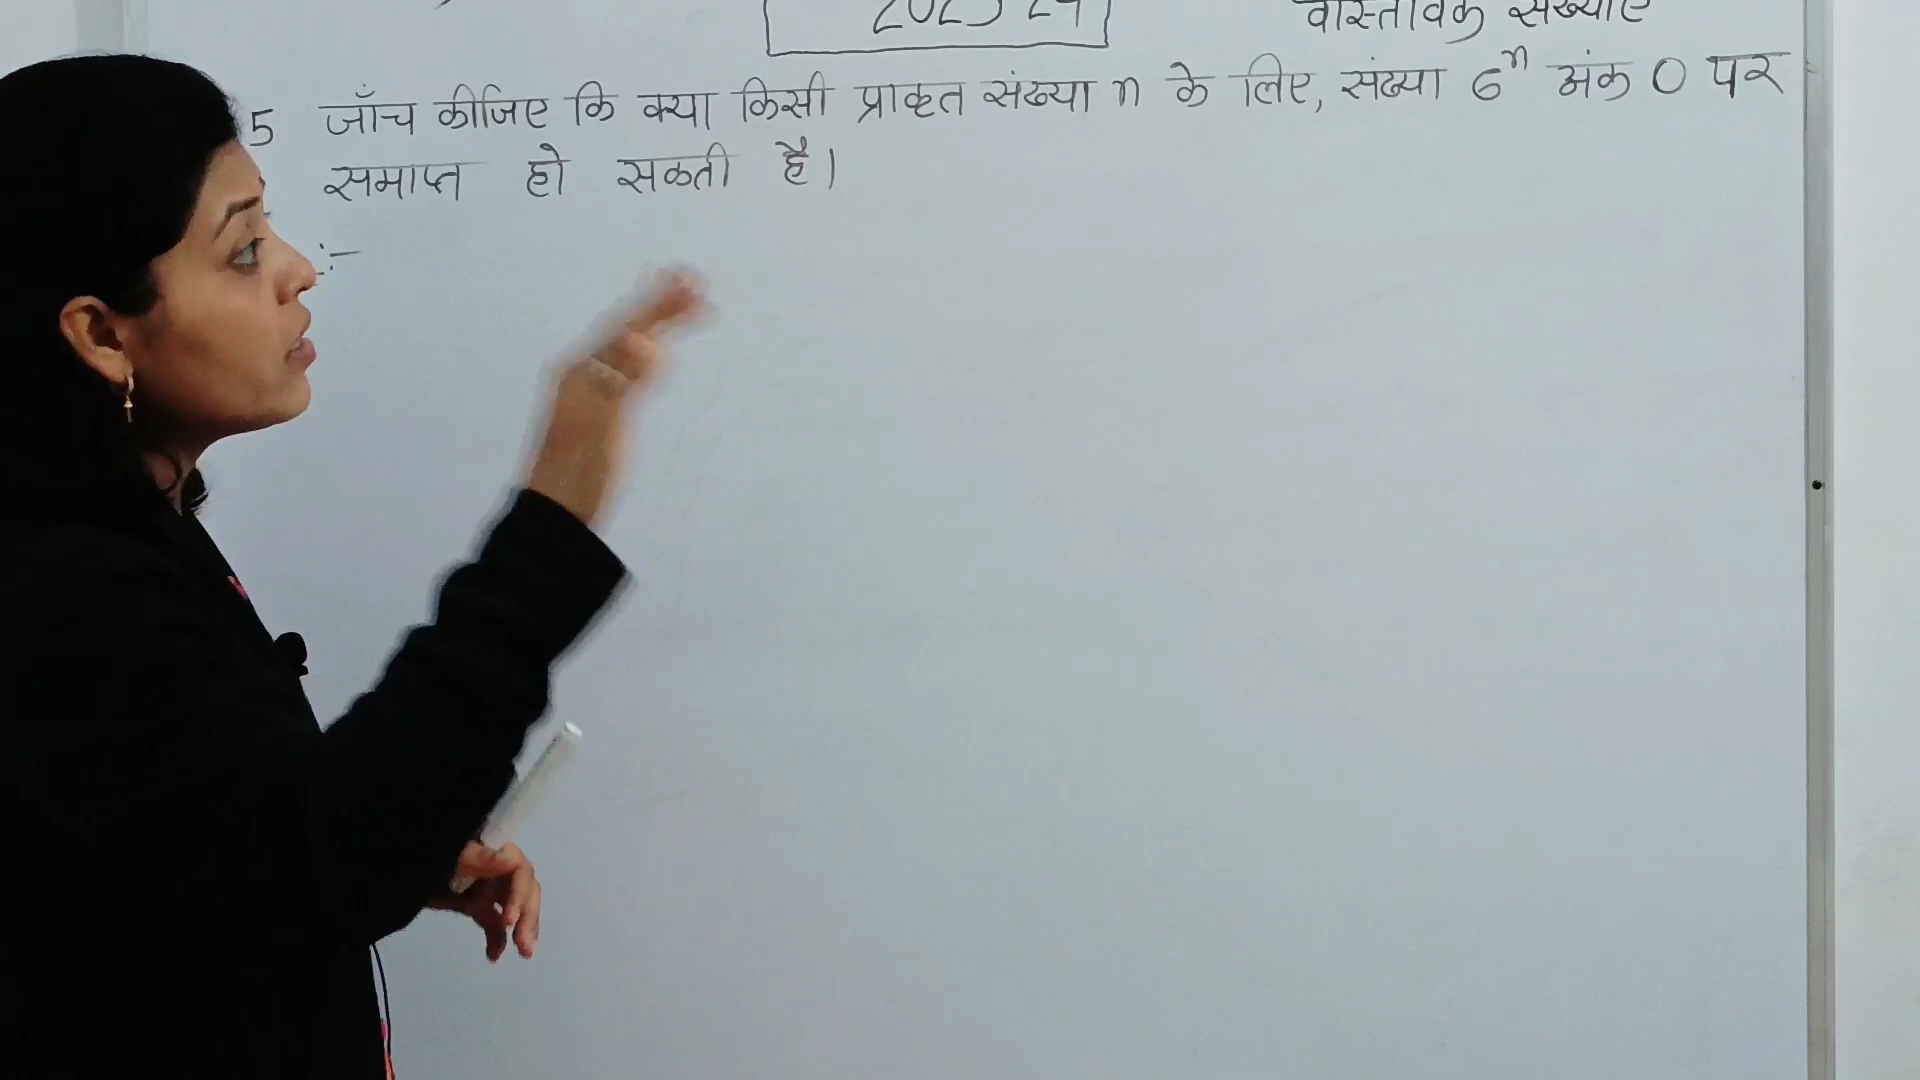 2023-24
वास्तविक संख्याएँ
5 जाँच कीजिए कि क्या किसी प्राकृत संख्या n के लिए, संख्या 6ⁿ अंक 0 पर
समाप्त हो सकती है।
:-